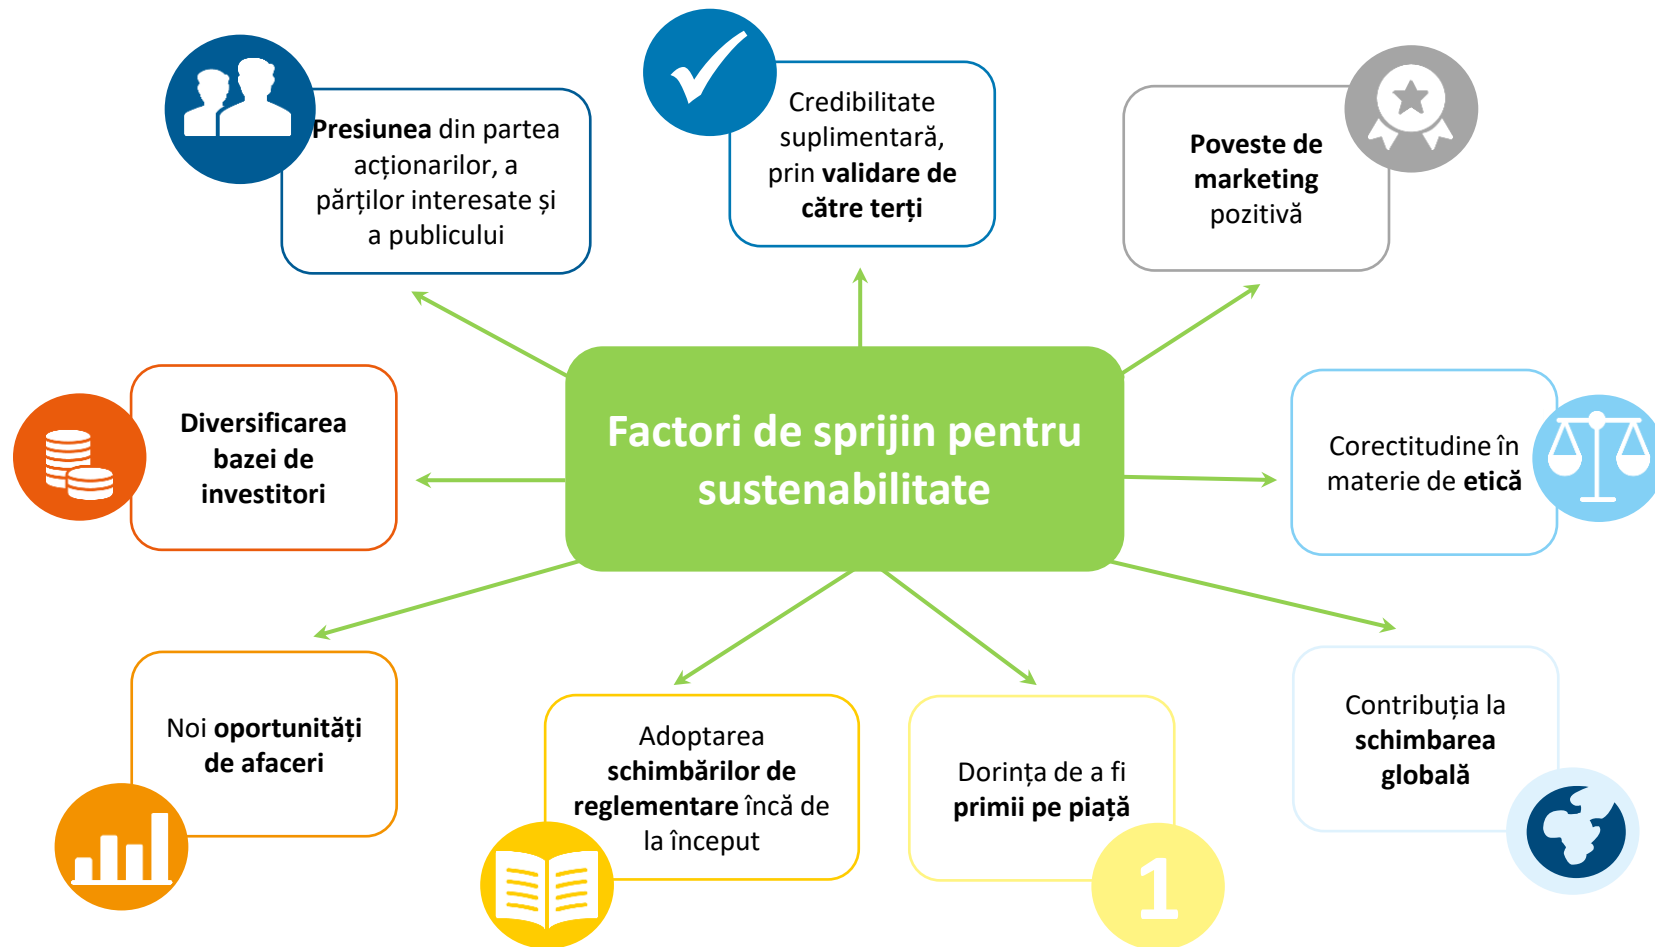 Presiunea din partea
acționarilor, a
părților interesate și
a publicului
Credibilitate
suplimentară,
prin validare de
către terți
Poveste de
marketing
pozitivă
Diversificarea
bazei de
investitori
Factori de sprijin pentru
sustenabilitate
Corectitudine în
materie de etică
Noi oportunități
de afaceri
Adoptarea
schimbărilor de
reglementare încă de
la început
Dorința de a fi
primii pe piață
1
Contribuția la
schimbarea
globală